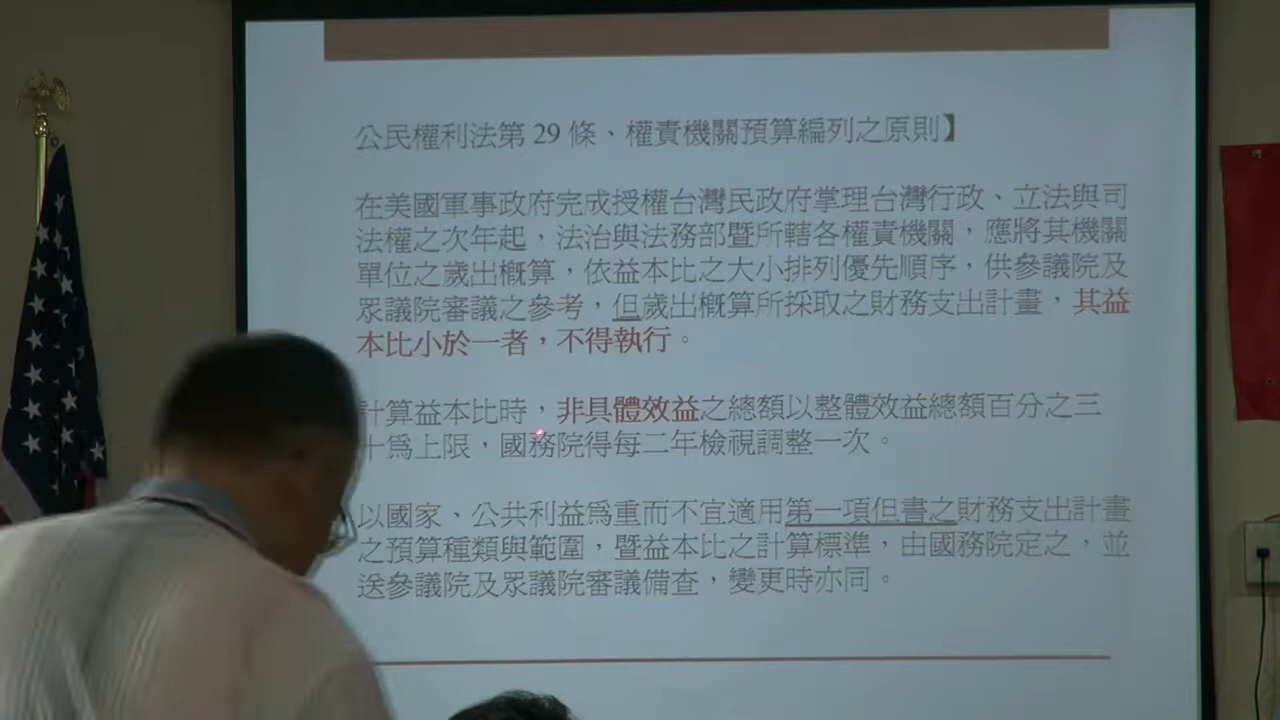 公民權利法第 29 條、權責機關預算編列之原則】
在美國軍事政府完成授權台灣民政府掌理台灣行政、立法與司
法權之次年起，法治與法務部暨所轄各權責機關，應將其機關
單位之歲出概算，依益本比之大小排列優先順序，供參議院及
眾議院審議之參考，但歲出概算所採取之財務支出計畫，其益
本比小於一者，不得執行。
計算益本比時，非具體效益之總額以整體效益總額百分之三
十為上限，國務院得每二年檢視調整一次。
以國家、公共利益為重而不宜適用第一項但書之財務支出計畫
之預算種類與範圍，暨益本比之計算標準，由國務院定之，並
送參議院及眾議院審議備查，變更時亦同。